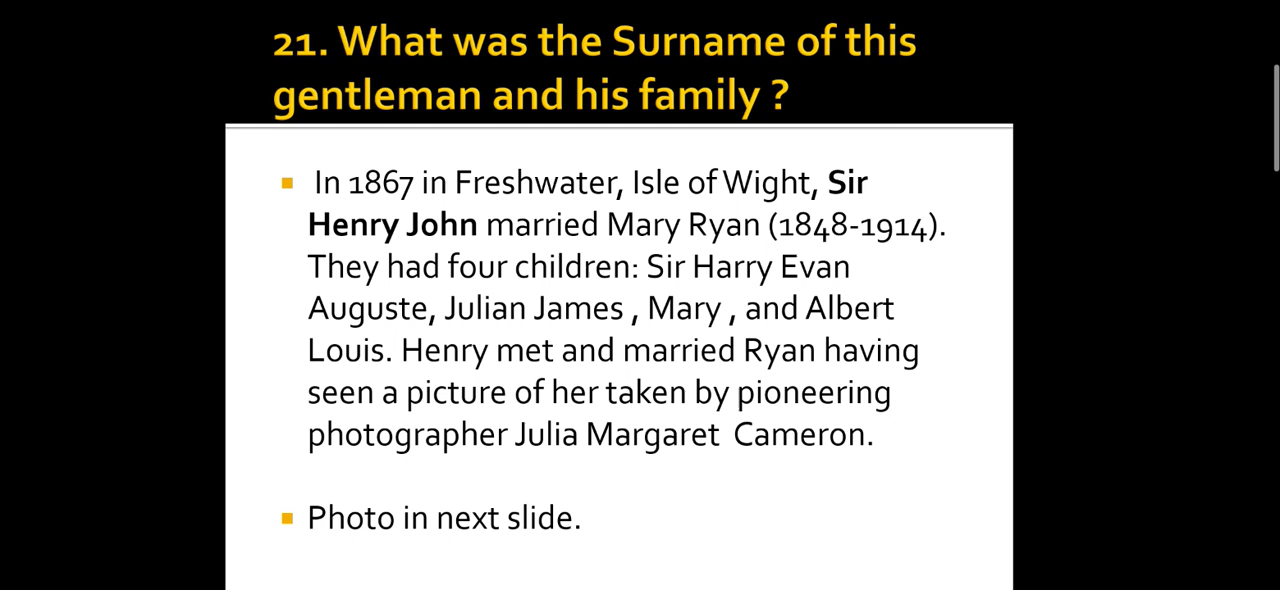 21. What was the Surname of this
gentleman and his family ?
In 1867 in Freshwater, Isle of Wight, Sir
Henry John married Mary Ryan (1848-1914).
They had four children: Sir Harry Evan
Auguste, Julian James , Mary , and Albert
Louis. Henry met and married Ryan having
seen a picture of her taken by pioneering
photographer Julia Margaret  Cameron.
Photo in next slide.